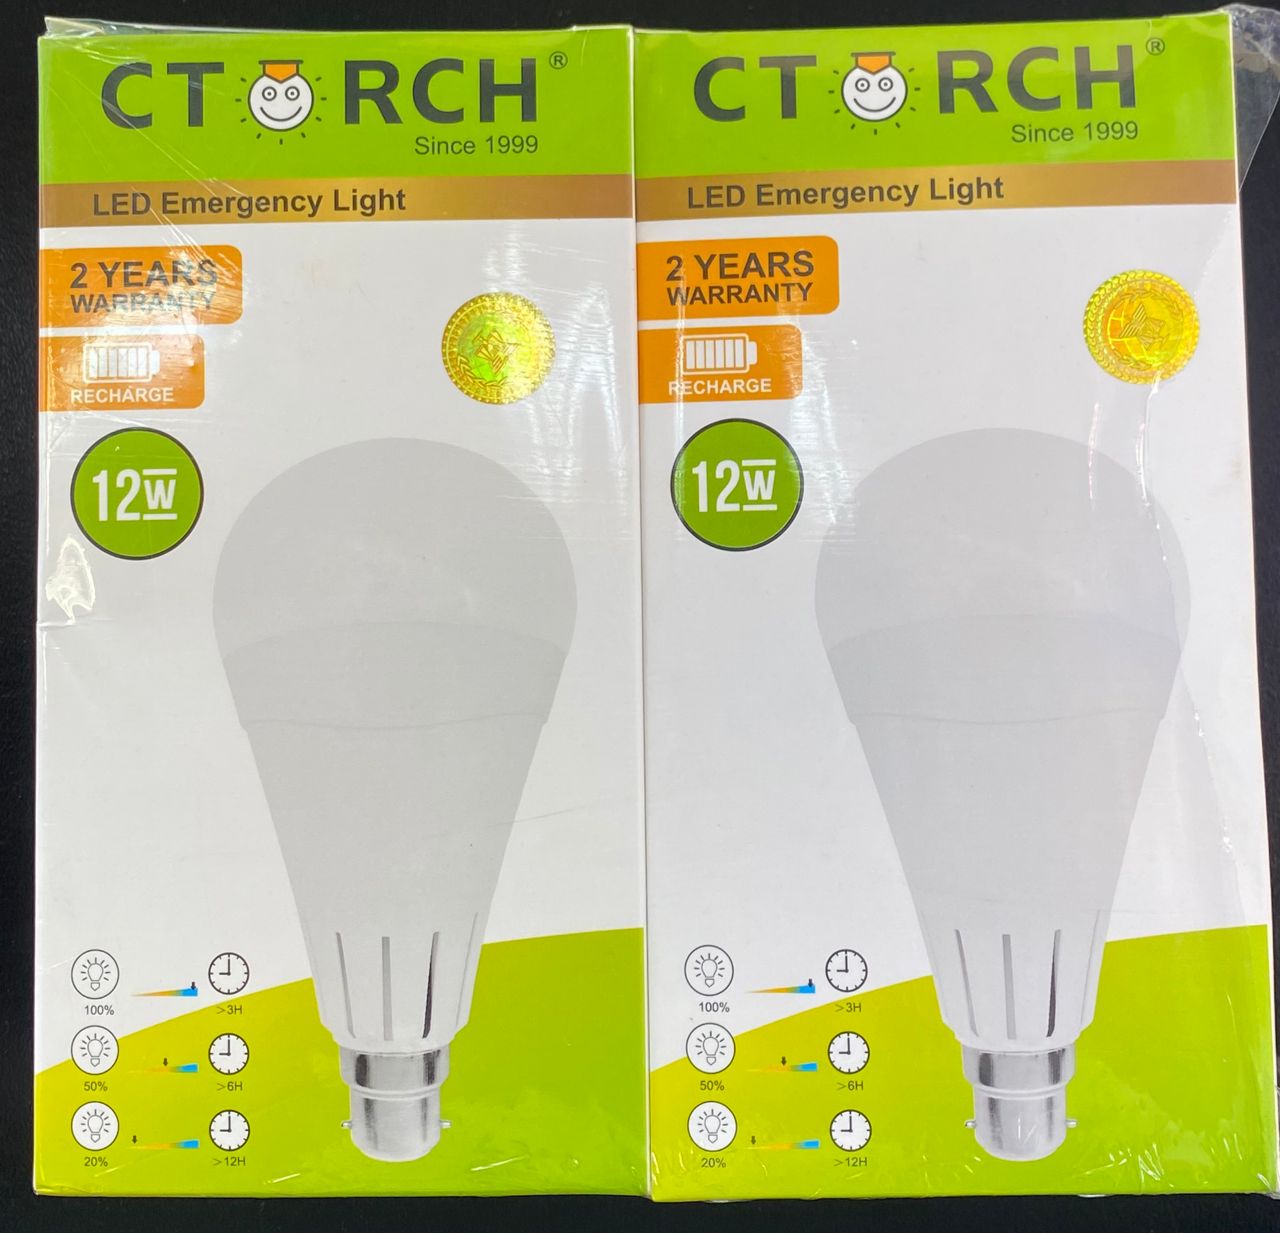 CTORCH®
Since 1999
LED Emergency Light
2 YEARS
WARRANTY
RECHARGE
12W
100%
>3H
50%
>6H
20%
>12H
CTORCH®
Since 1999
LED Emergency Light
2 YEARS
WARRANTY
RECHARGE
12W
100%
>3H
50%
>6H
20%
>12H